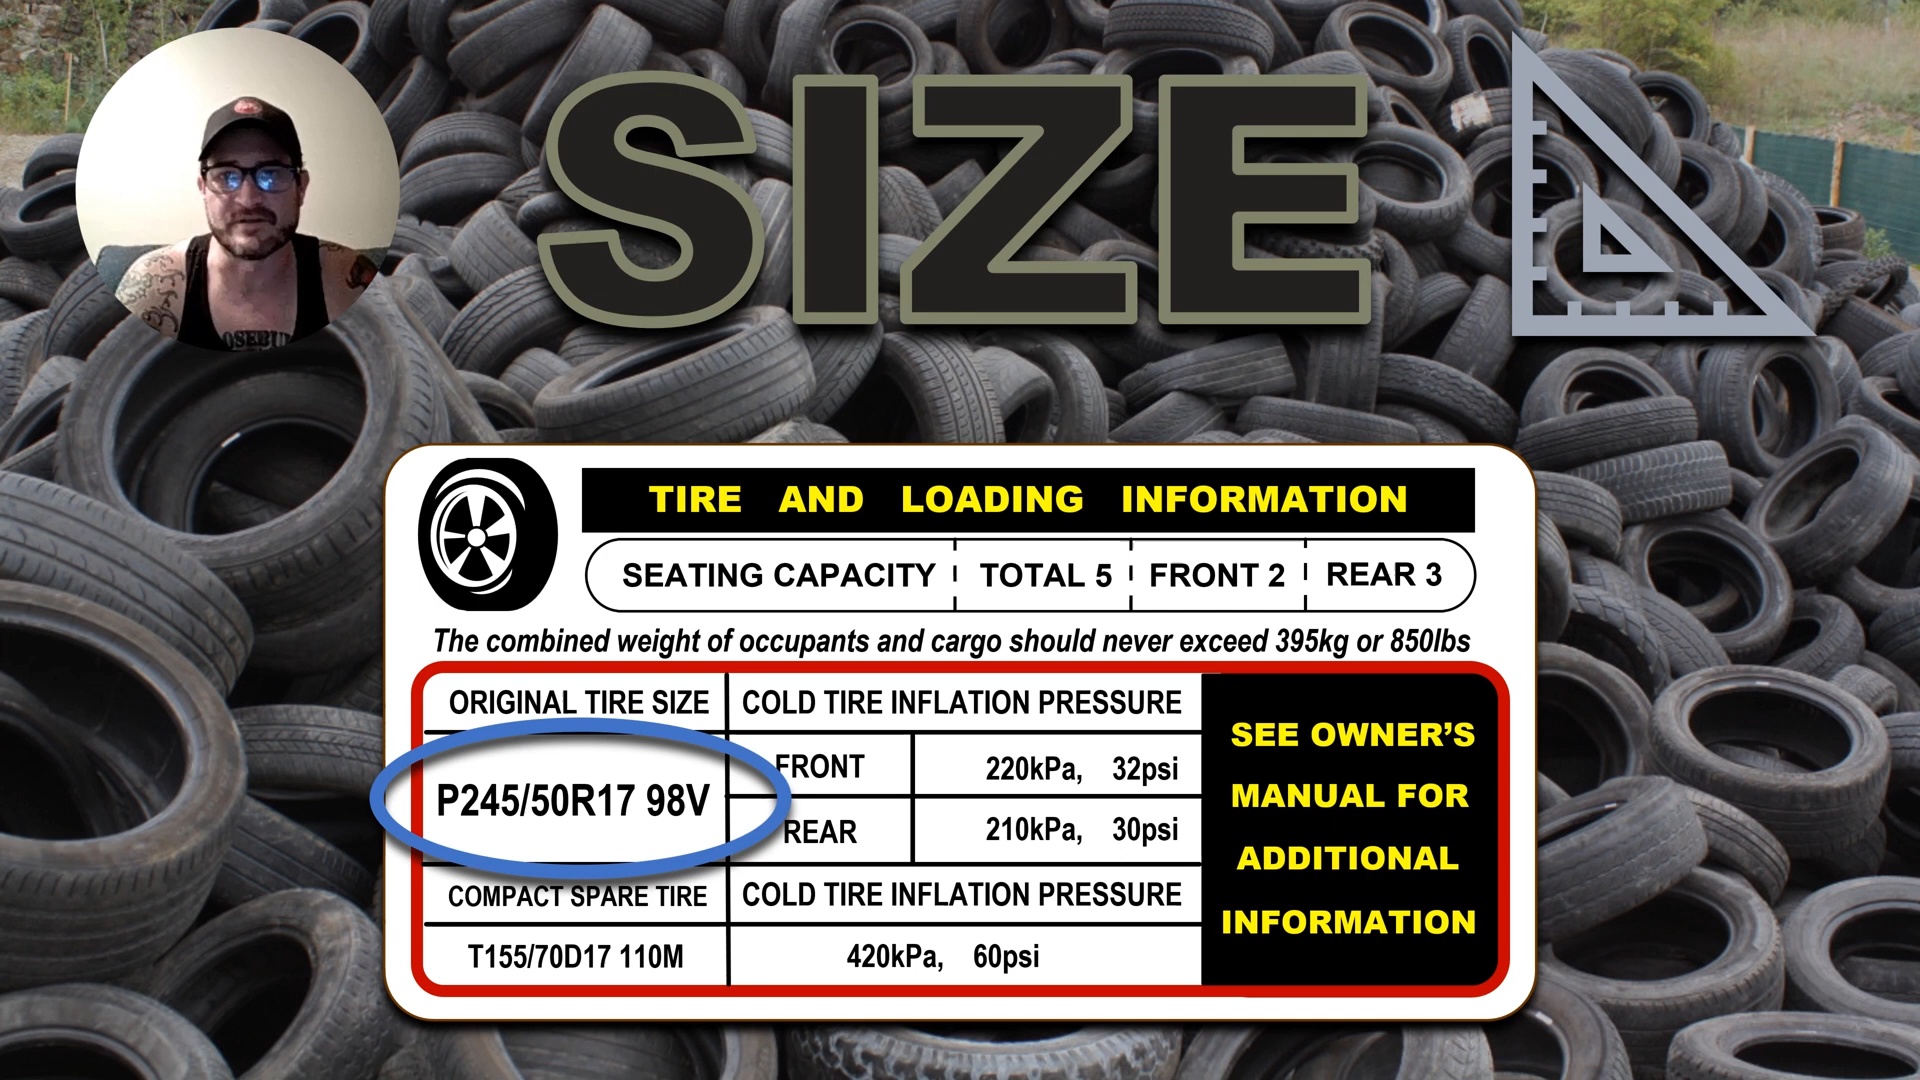 SIZE
TIRE AND LOADING INFORMATION
SEATING CAPACITY TOTAL 5 FRONT 2 REAR 3
The combined weight of occupants and cargo should never exceed 395kg or 850lbs
ORIGINAL TIRE SIZE COLD TIRE INFLATION PRESSURE
P245/50R17 98V
FRONT 220kPa, 32psi
REAR 210kPa, 30psi
COMPACT SPARE TIRE COLD TIRE INFLATION PRESSURE
T155/70D17 110M 420kPa, 60psi
SEE OWNER'S
MANUAL FOR
ADDITIONAL
INFORMATION